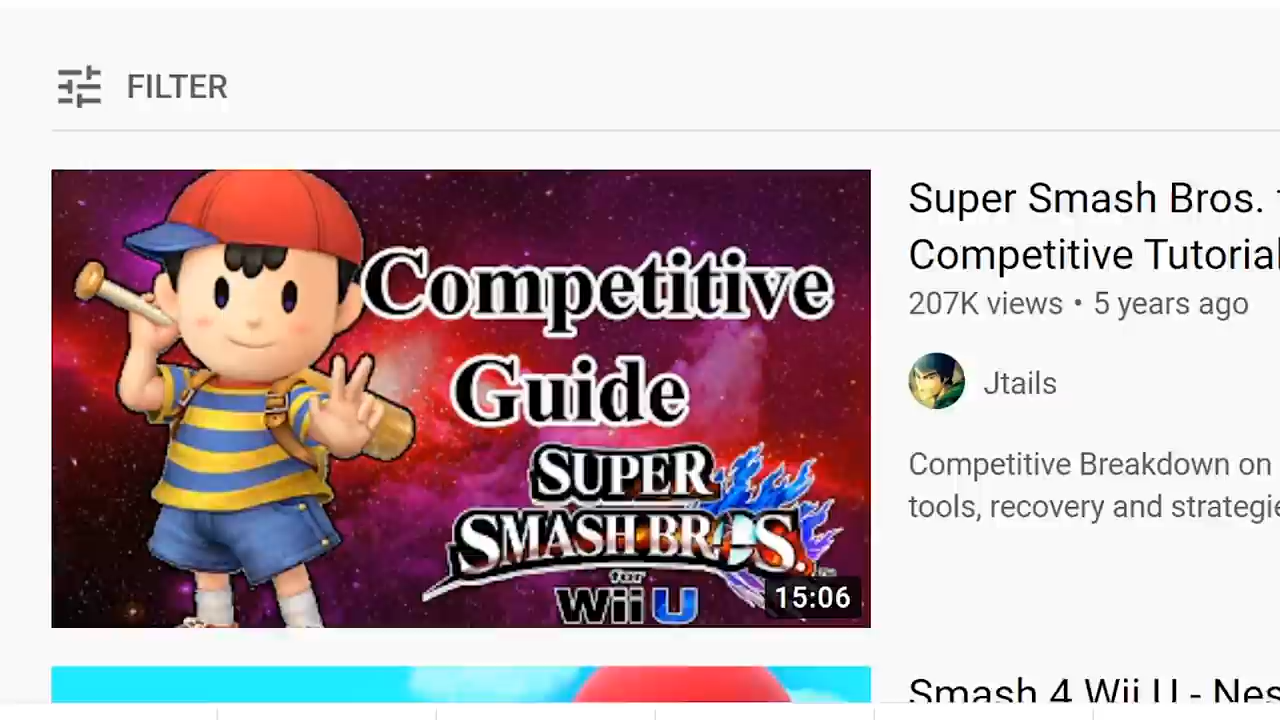 FILTER
Competitive
Guide
SUPER
SMASH BROS.
for
Wii U
15:06
Super Smash Bros.
Competitive Tutorial
207K views • 5 years ago
Jtails
Competitive Breakdown on
tools, recovery and strategie
Smash 4 Wii U - Nes